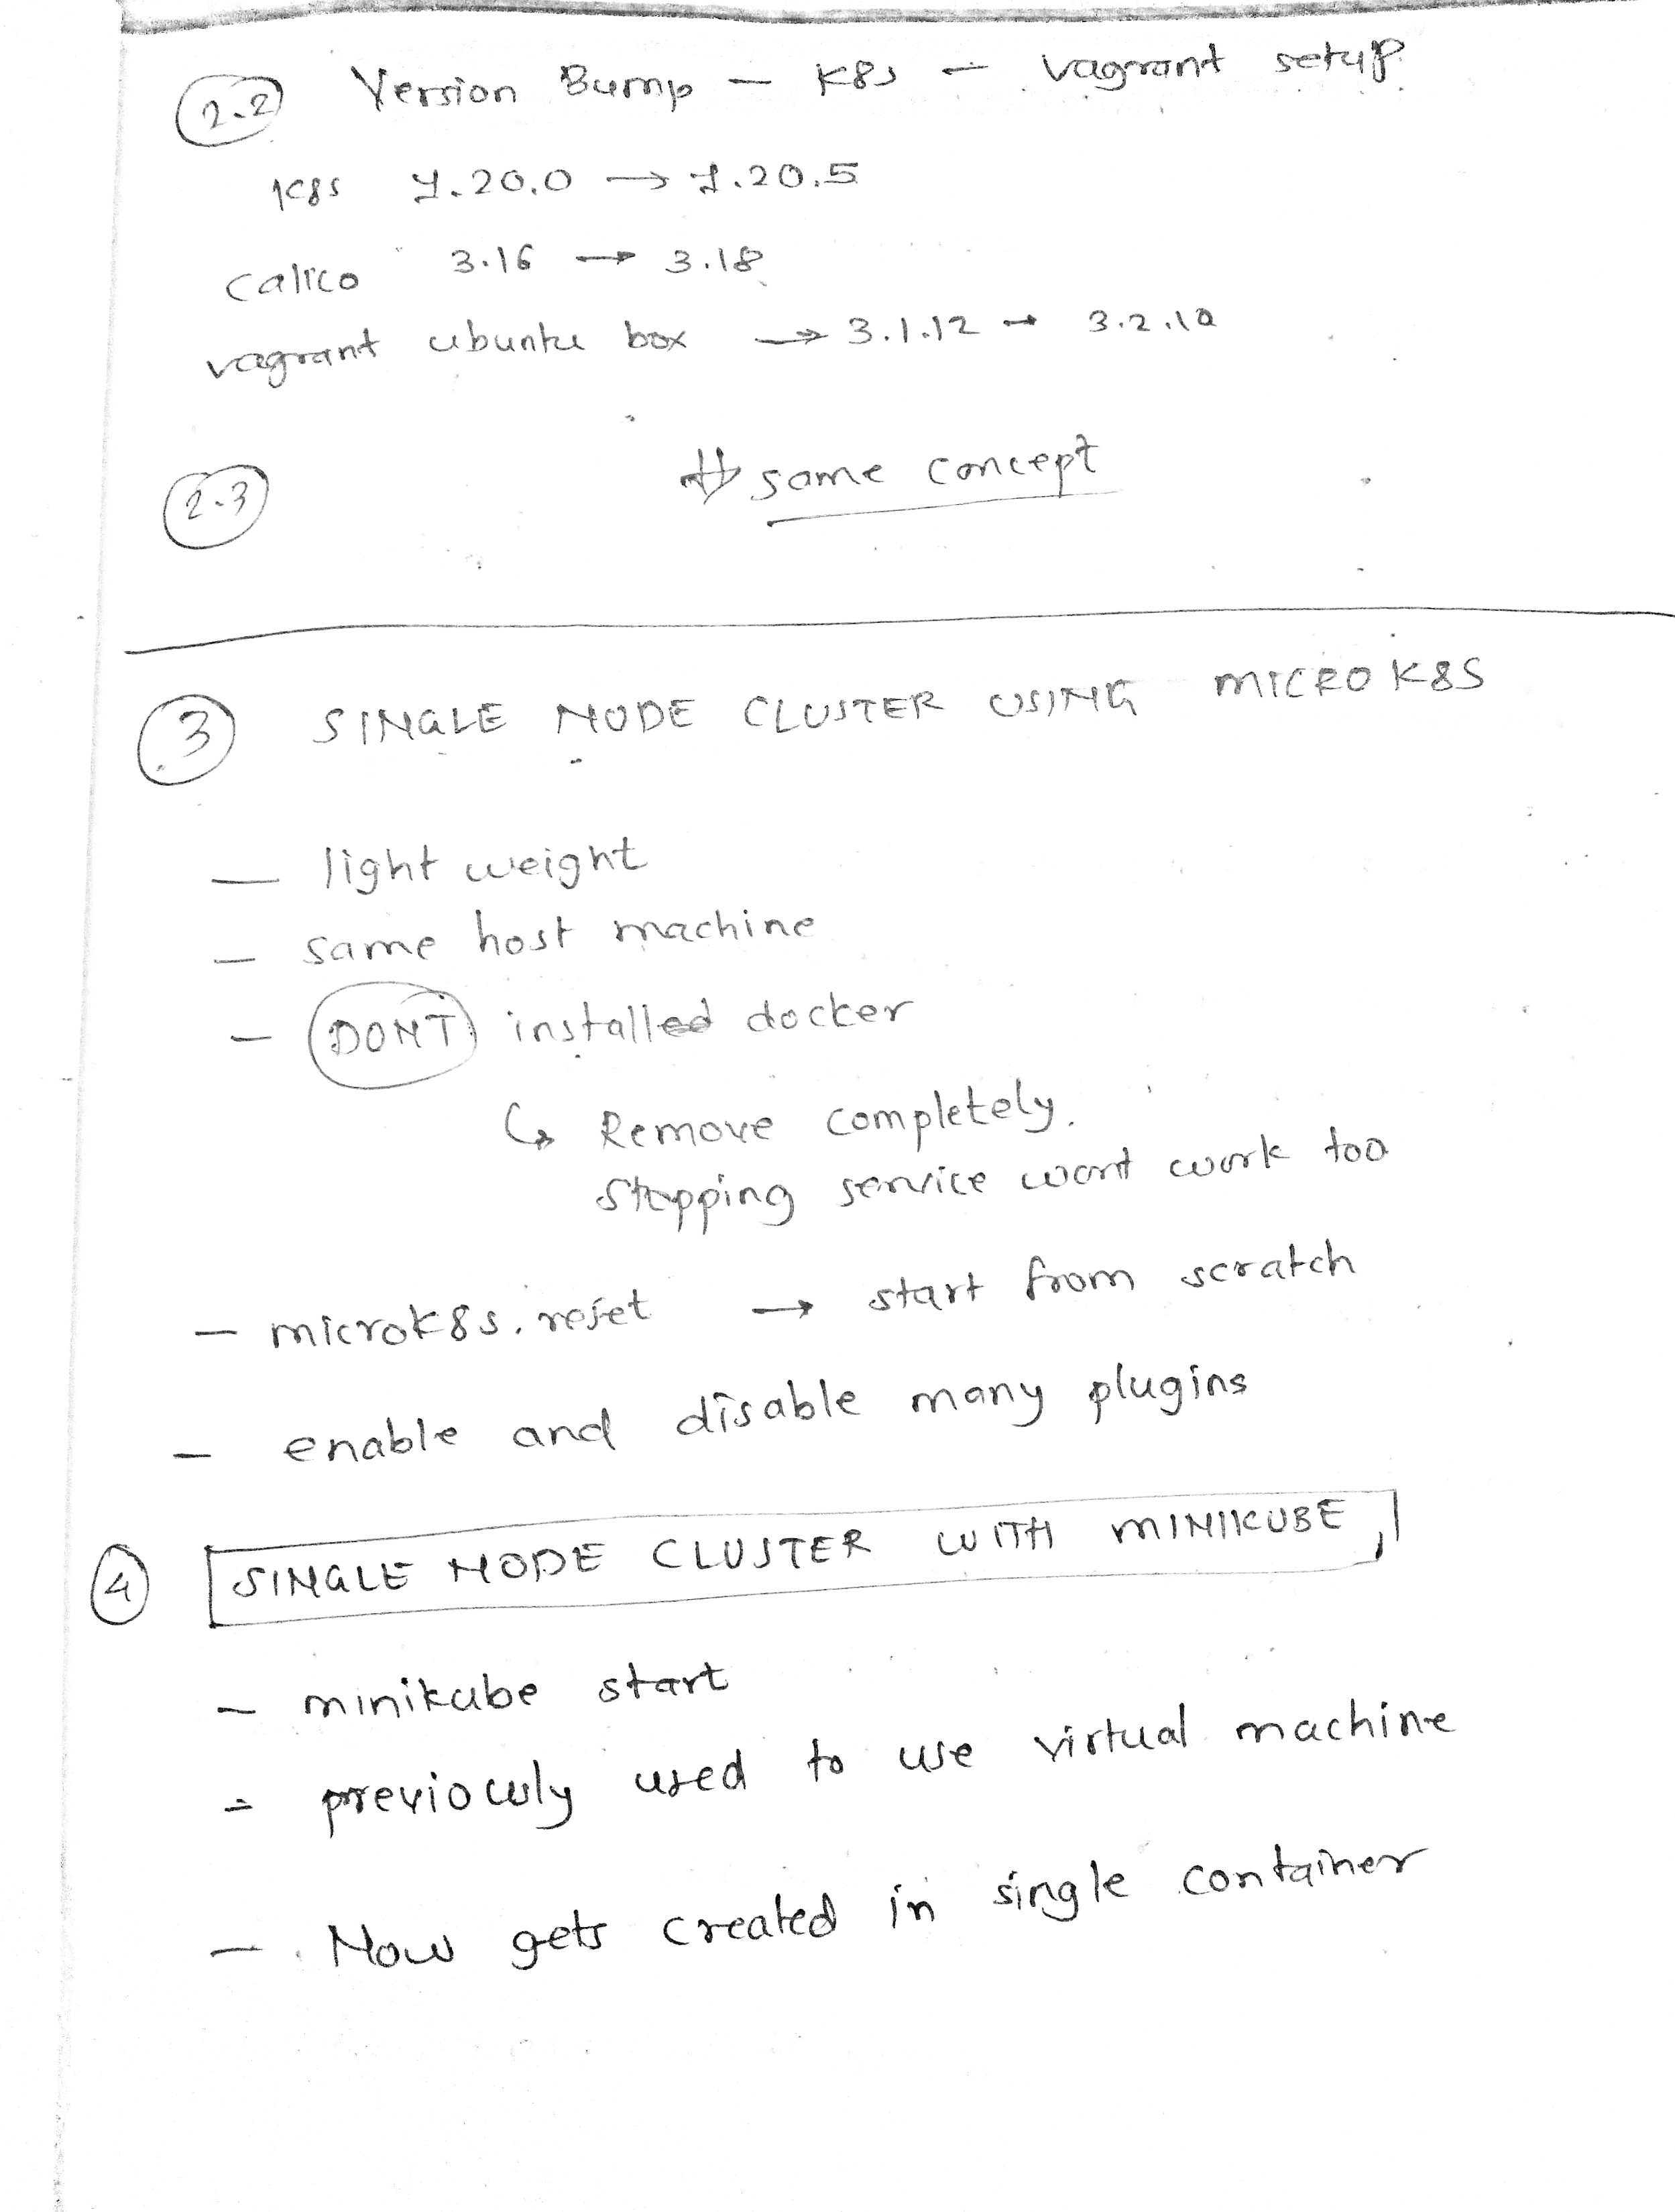 2.2 Version Bump - K8s - vagrant setup
K8s 1.20.0 → 1.20.5
calico 3.16 → 3.18
vagrant ubuntu box → 3.1.12 → 3.2.10
2.3 same concept
3 SINGLE NODE CLUSTER USING MICROK8S
- light weight
- same host machine
- DONT installed docker
↳ Remove completely.
Stopping service wont work too
- microk8s.reset → start from scratch
- enable and disable many plugins
4 SINGLE NODE CLUSTER WITH MINIKUBE
- minikube start
- previously used to use virtual machine
- Now gets created in single container